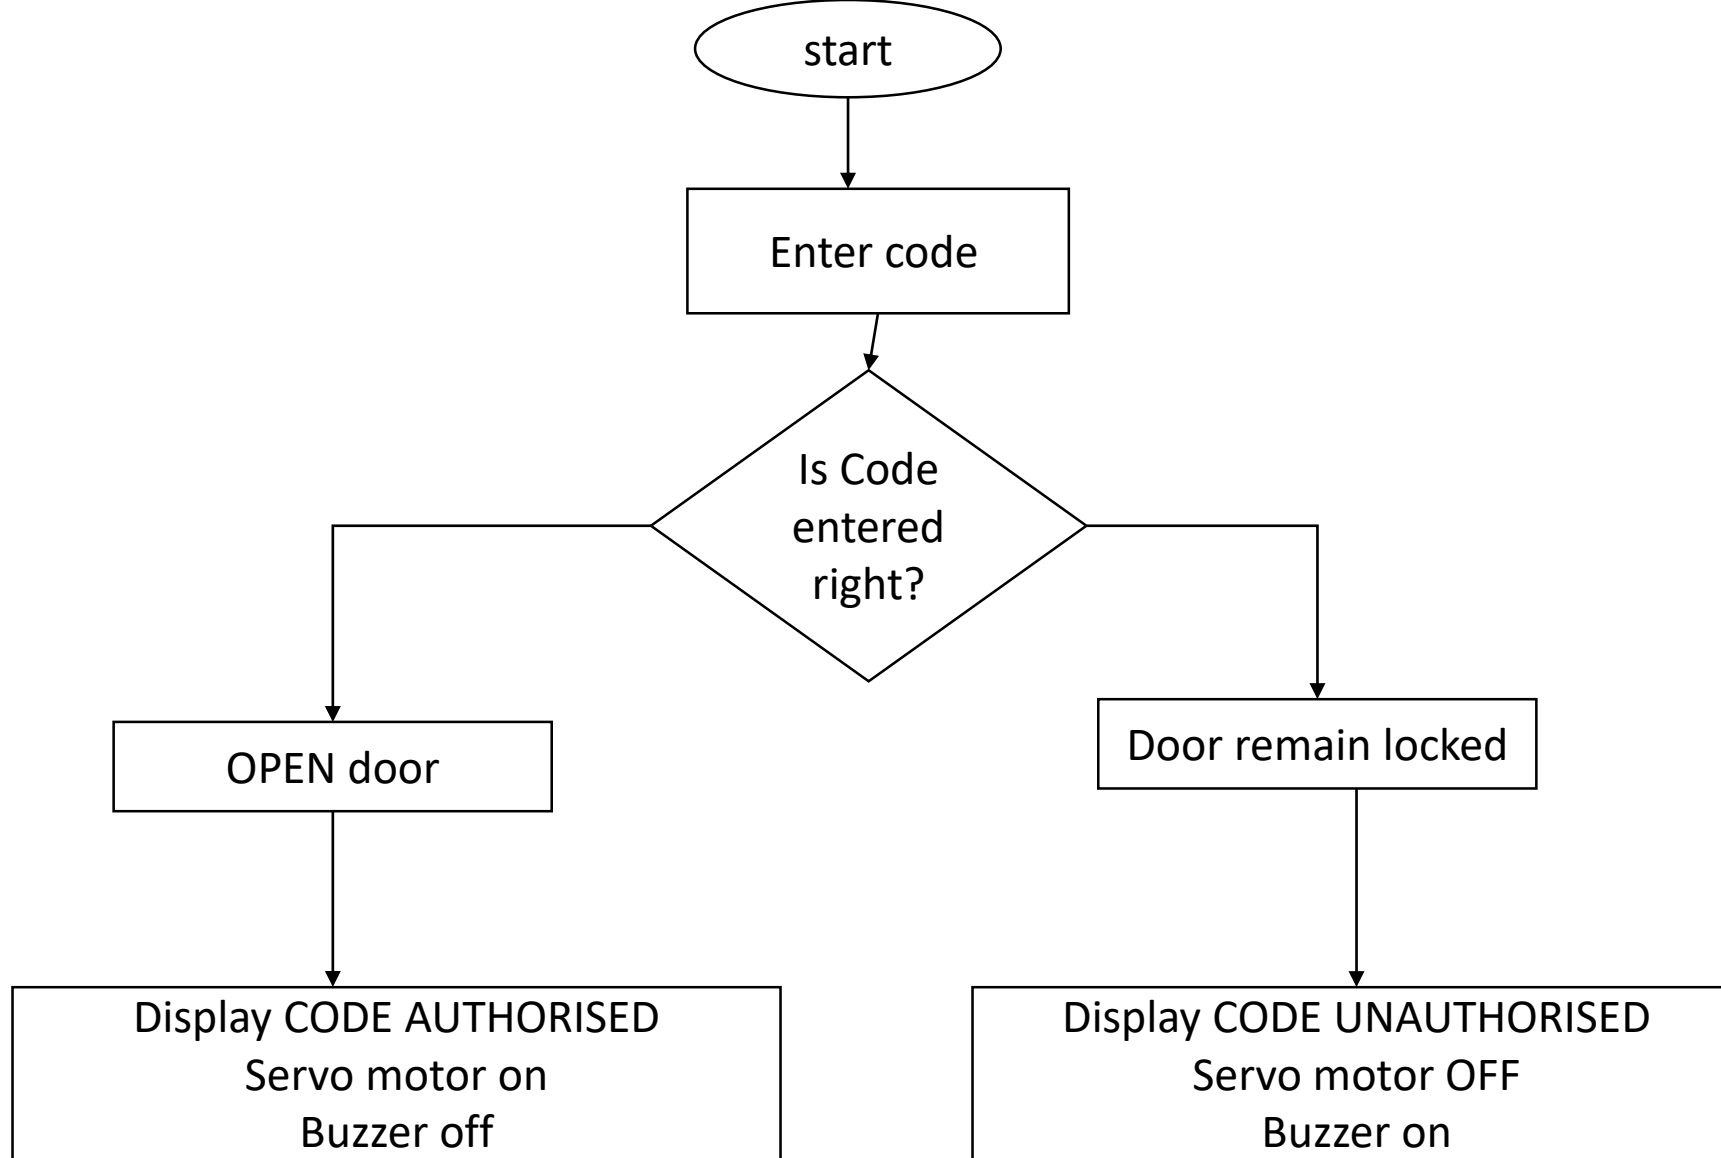 start
Enter code
Is Code
entered
right?
OPEN door
Door remain locked
Display CODE AUTHORISED
Servo motor on
Buzzer off
Display CODE UNAUTHORISED
Servo motor OFF
Buzzer on